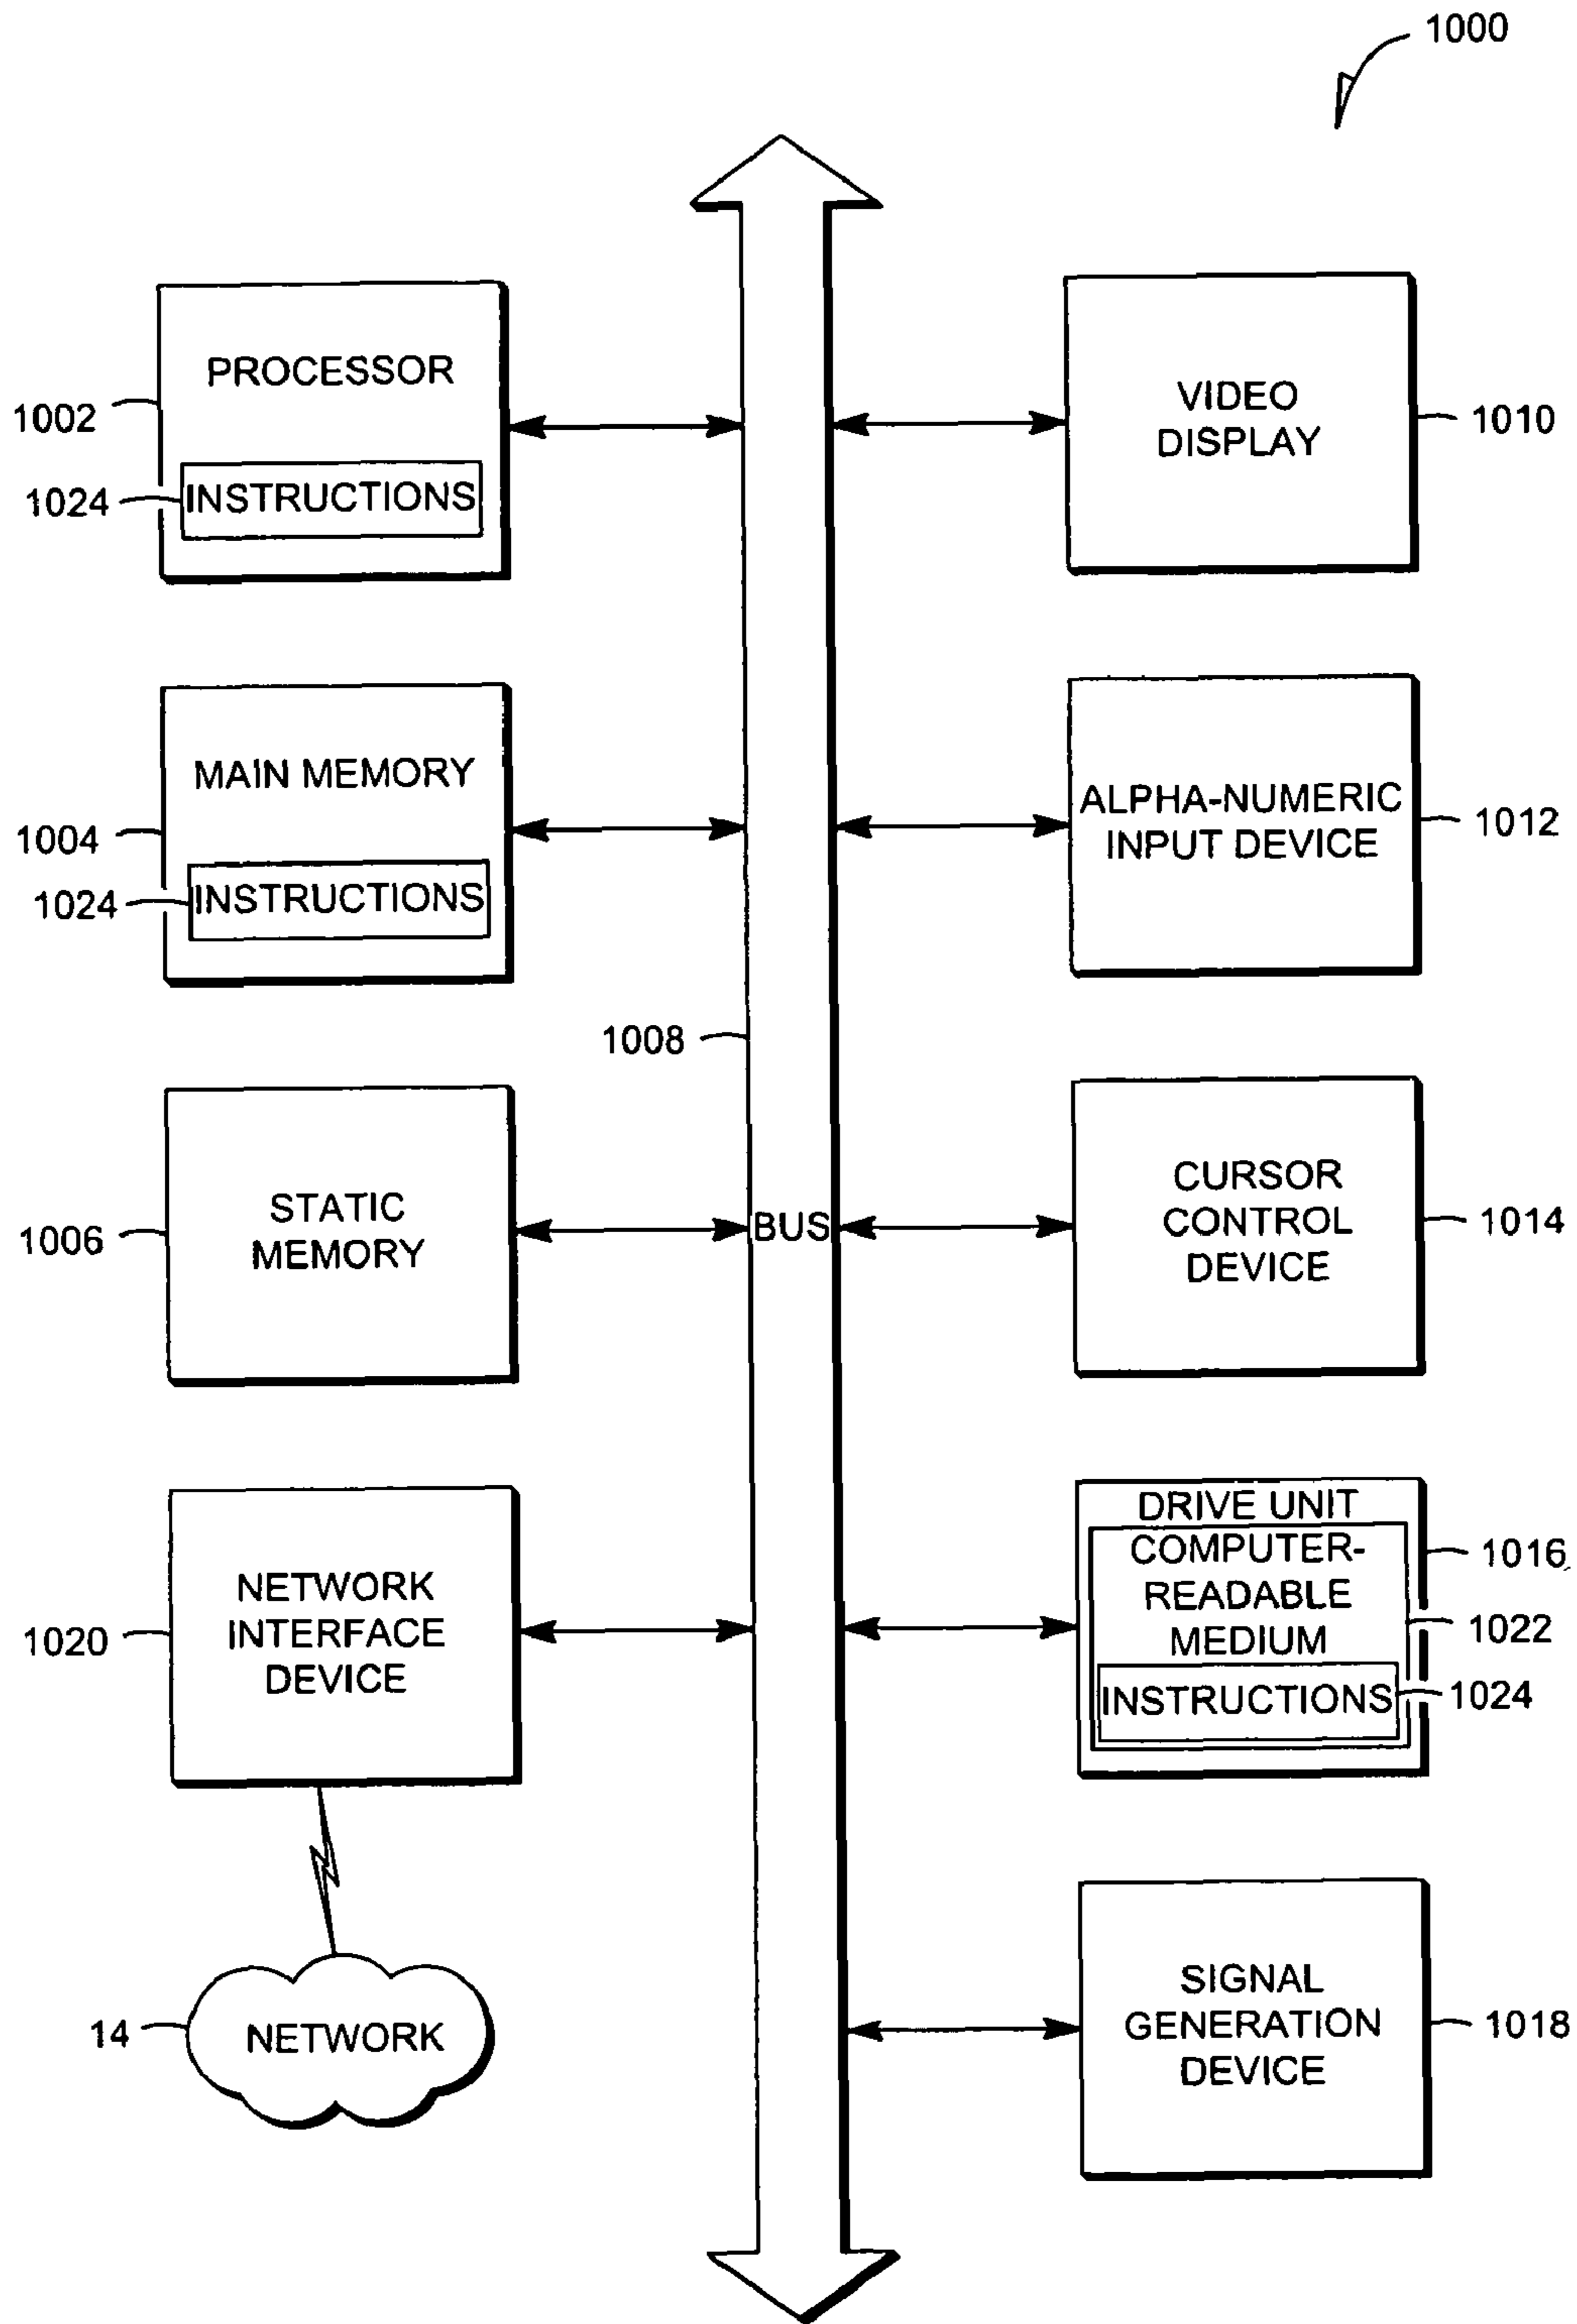 1000
PROCESSOR
1002
1024
INSTRUCTIONS
VIDEO
DISPLAY
1010
MAIN MEMORY
1004
1024
INSTRUCTIONS
ALPHA-NUMERIC
INPUT DEVICE
1012
1008
STATIC
MEMORY
1006
BUS
CURSOR
CONTROL
DEVICE
1014
NETWORK
INTERFACE
DEVICE
1020
DRIVE UNIT
COMPUTER-
READABLE
MEDIUM
INSTRUCTIONS
1016
1022
1024
14
NETWORK
SIGNAL
GENERATION
DEVICE
1018